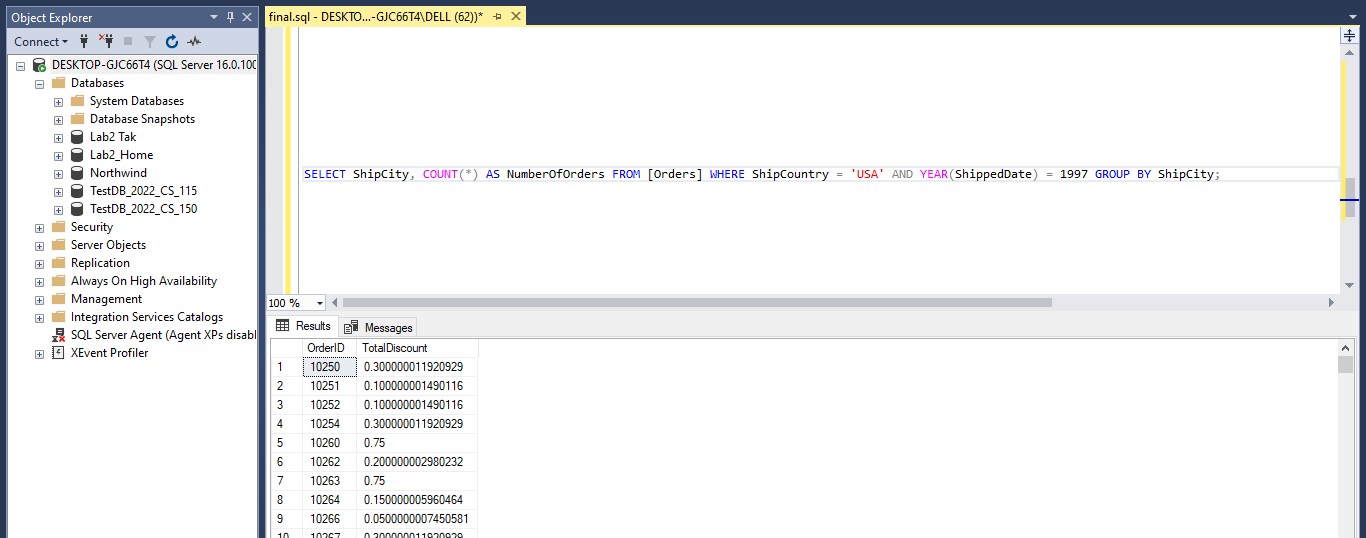 Object Explorer
Connect
DESKTOP-GJC66T4 (SQL Server 16.0.100
Databases
System Databases
Database Snapshots
Lab2 Tak
Lab2_Home
Northwind
TestDB_2022_CS_115
TestDB_2022_CS_150
Security
Server Objects
Replication
Always On High Availability
Management
Integration Services Catalogs
SQL Server Agent (Agent XPs disabl
XEvent Profiler
final.sql - DESKTO...-GJC66T4\DELL (62))*
SELECT ShipCity, COUNT(*) AS NumberOfOrders FROM [Orders] WHERE ShipCountry = 'USA' AND YEAR(ShippedDate) = 1997 GROUP BY ShipCity;
100 %
Results Messages
OrderID TotalDiscount
1 10250 0.300000011920929
2 10251 0.100000001490116
3 10252 0.100000001490116
4 10254 0.300000011920929
5 10260 0.75
6 10262 0.200000002980232
7 10263 0.75
8 10264 0.150000005960464
9 10266 0.0500000007450581
10 10267 0.300000011920929